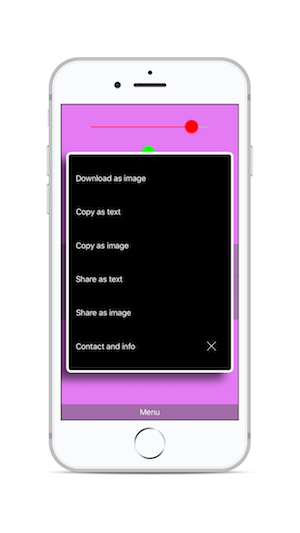 Download as image
Copy as text
Copy as image
Share as text
Share as image
Contact and info
Menu